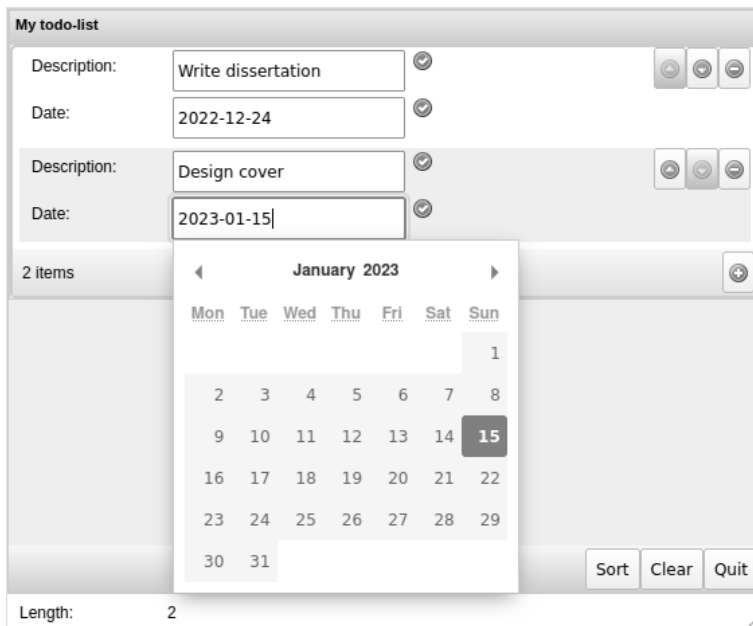 My todo-list
Description: Write dissertation
Date: 2022-12-24
Description: Design cover
Date: 2023-01-15
2 items
January 2023
Mon Tue Wed Thu Fri Sat Sun
1
2 3 4 5 6 7 8
9 10 11 12 13 14 15
16 17 18 19 20 21 22
23 24 25 26 27 28 29
30 31
Sort Clear Quit
Length: 2